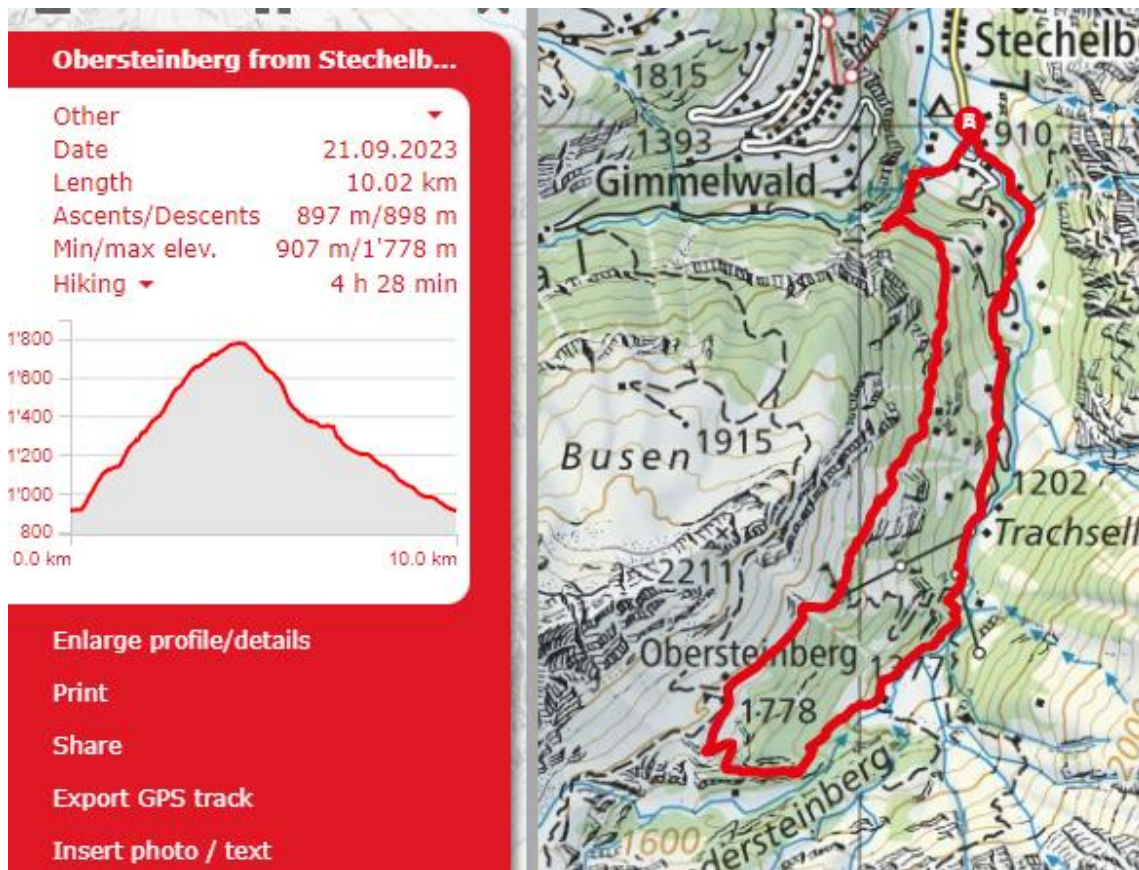 Obersteinberg from Stechelb...
Other
Date 21.09.2023
Length 10.02 km
Ascents/Descents 897 m/898 m
Min/max elev. 907 m/1'778 m
Hiking 4 h 28 min
1'800
1'600
1'400
1'200
1'000
800
0.0 km 10.0 km
Enlarge profile/details
Print
Share
Export GPS track
Insert photo / text
Stechelb
1815
910
1393
Gimmelwald
1915
Busen
1202
Trachsell
2211
Obersteinberg
1377
1778
dersteinberg
1600
200